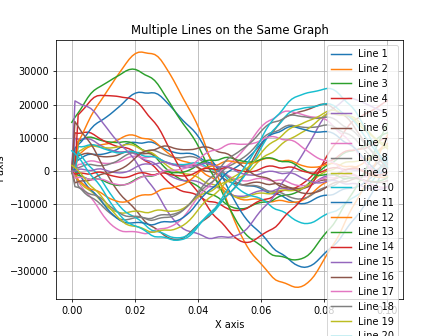 Multiple Lines on the Same Graph
30000
20000
10000
0
−10000
−20000
−30000
0.00
0.02
0.04
0.06
X axis
Line 1
Line 2
Line 3
Line 4
Line 5
Line 6
Line 7
Line 8
Line 9
Line 10
Line 11
Line 12
Line 13
Line 14
Line 15
Line 16
Line 17
Line 18
Line 19